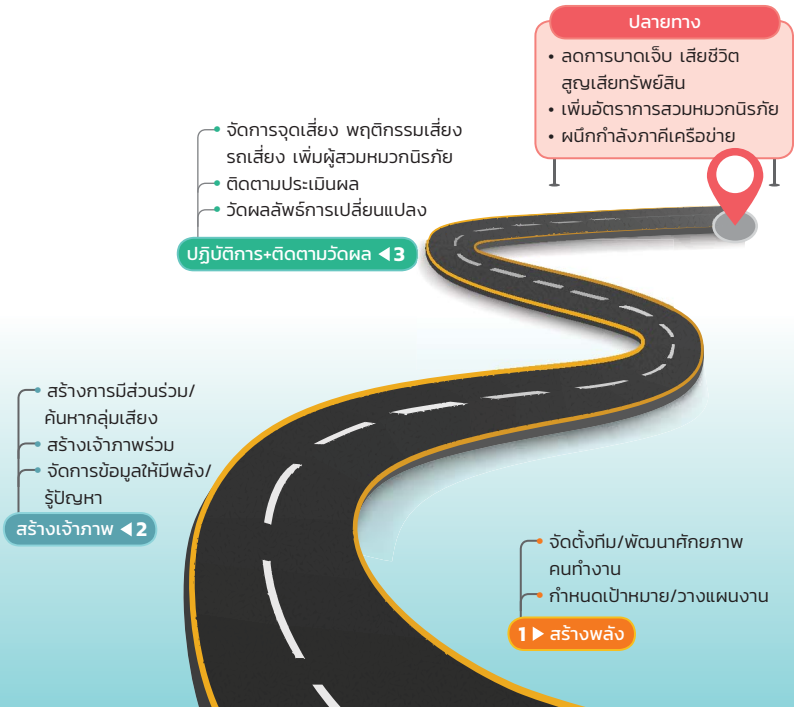 ปลายทาง
• ลดการบาดเจ็บ เสียชีวิต
สูญเสียทรัพย์สิน
• เพิ่มอัตราการสวมหมวกนิรภัย
• ผนึกกำลังภาคีเครือข่าย
จัดการจุดเสี่ยง พฤติกรรมเสี่ยง
รถเสี่ยง เพิ่มผู้สวมหมวกนิรภัย
ติดตามประเมินผล
วัดผลลัพธ์การเปลี่ยนแปลง
ปฏิบัติการ+ติดตามวัดผล ◀3
สร้างการมีส่วนร่วม/
ค้นหากลุ่มเสียง
สร้างเจ้าภาพร่วม
จัดการข้อมูลให้มีพลัง/
รู้ปัญหา
สร้างเจ้าภาพ ◀2
จัดตั้งทีม/พัฒนาศักยภาพ
คนทำงาน
กำหนดเป้าหมาย/วางแผนงาน
1▶ สร้างพลัง